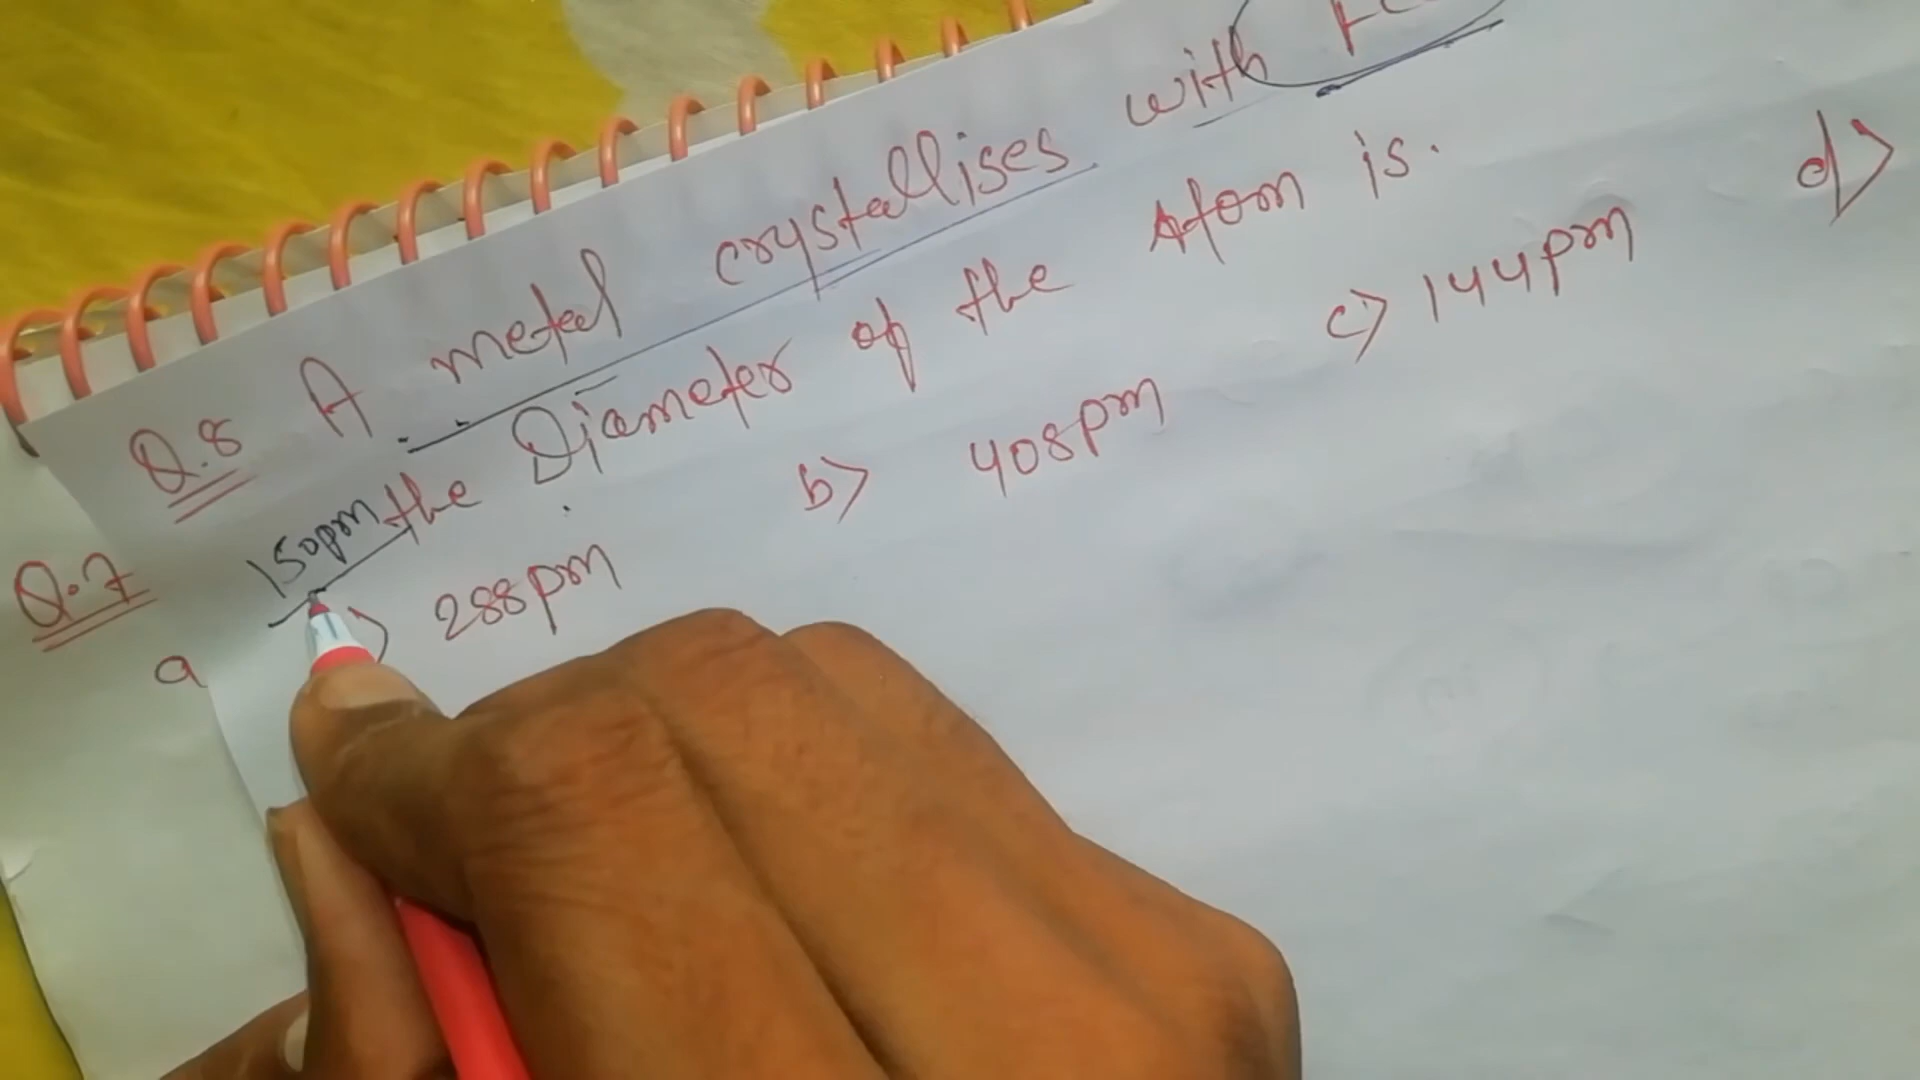 Q.8 A metal crystallises with
the Diameter of the Atom is.
Q.7 150pm
a) 288pm b) 408pm c) 144pm d)